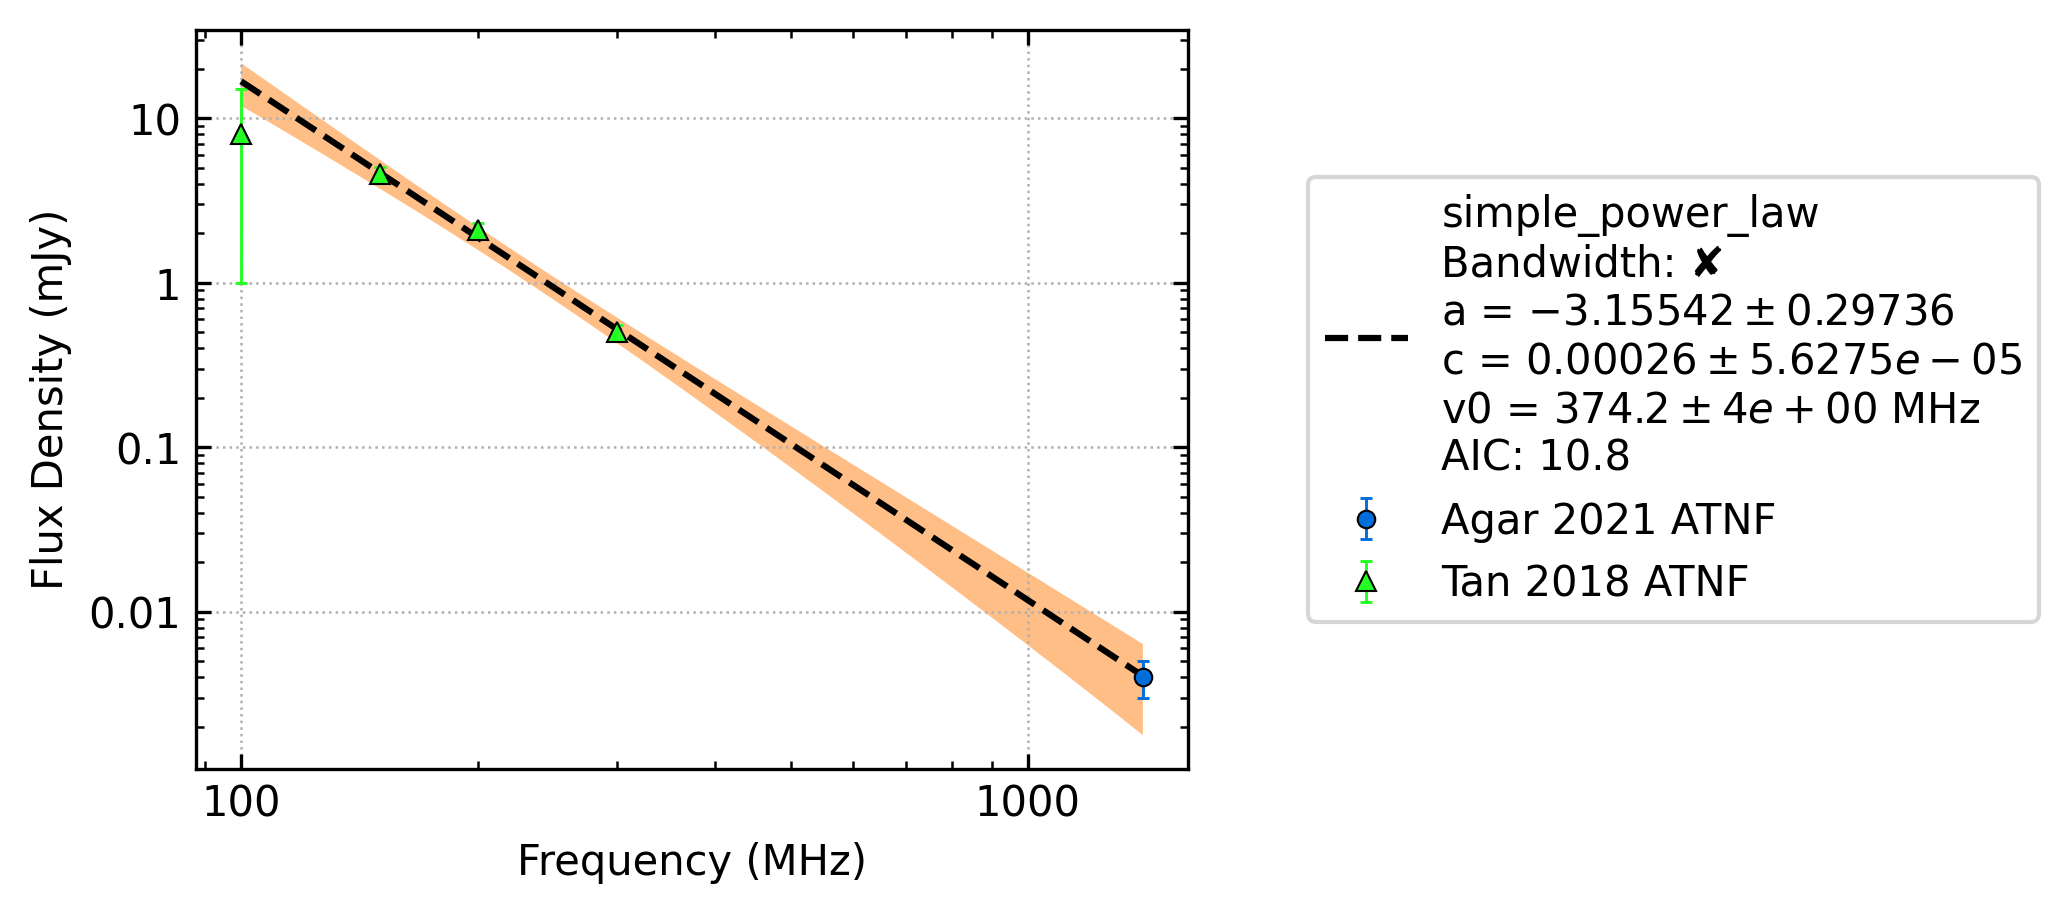 10
1
0.1
0.01
Flux Density (mJy)
100
1000
Frequency (MHz)
simple_power_law
Bandwidth: ✘
a = −3.15542 ± 0.29736
c = 0.00026 ± 5.6275e − 05
v0 = 374.2 ± 4e + 00 MHz
AIC: 10.8
Agar 2021 ATNF
Tan 2018 ATNF